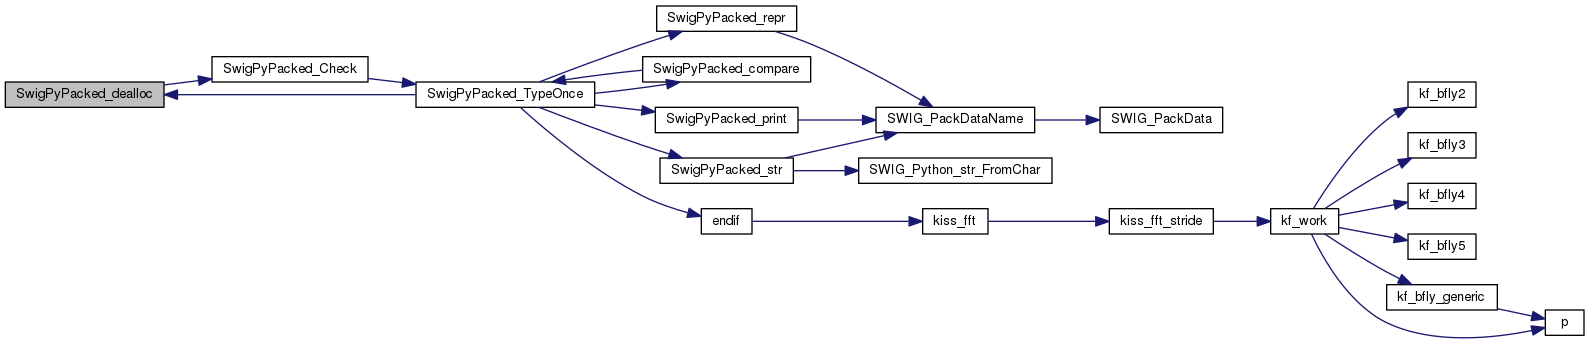 SwigPyPacked_dealloc
SwigPyPacked_Check
SwigPyPacked_TypeOnce
SwigPyPacked_repr
SwigPyPacked_compare
SwigPyPacked_print
SwigPyPacked_str
endif
SWIG_PackDataName
SWIG_Python_str_FromChar
kiss_fft
SWIG_PackData
kiss_fft_stride
kf_work
kf_bfly2
kf_bfly3
kf_bfly4
kf_bfly5
kf_bfly_generic
p